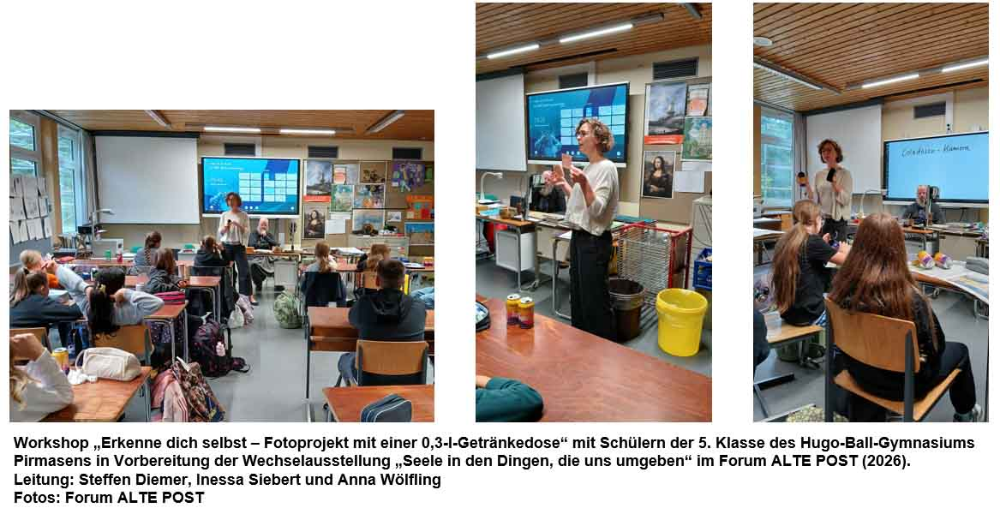 Coladosen - Kamera
Workshop „Erkenne dich selbst – Fotoprojekt mit einer 0,3-l-Getränkedose“ mit Schülern der 5. Klasse des Hugo-Ball-Gymnasiums
Pirmasens in Vorbereitung der Wechselausstellung „Seele in den Dingen, die uns umgeben“ im Forum ALTE POST (2026).
Leitung: Steffen Diemer, Inessa Siebert und Anna Wölfling
Fotos: Forum ALTE POST